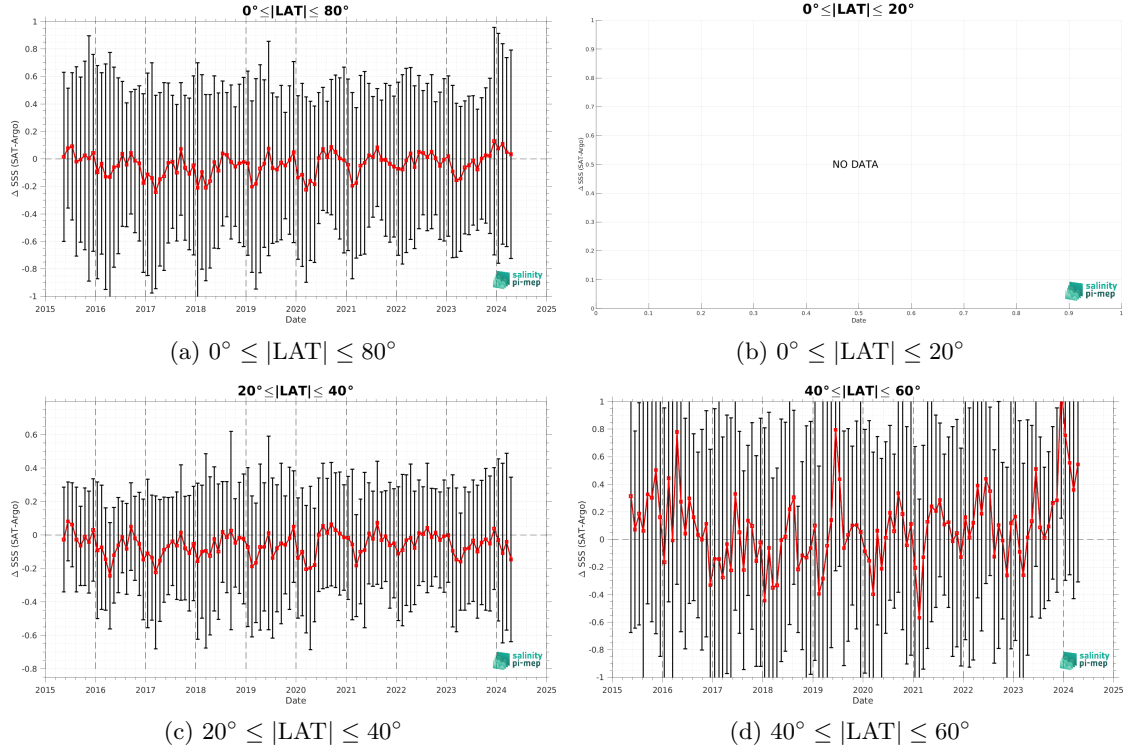 0°≤|LAT|≤ 80°
Δ SSS (SAT-Argo)
1
0.8
0.6
0.4
0.2
0
-0.2
-0.4
-0.6
-0.8
-1
2015 2016 2017 2018 2019 2020 2021 2022 2023 2024 2025
Date
salinity
pi-mep
(a) 0° ≤ |LAT| ≤ 80°
0°≤|LAT|≤ 20°
Δ SSS (SAT-Argo)
1
0.9
0.8
0.7
0.6
0.5
0.4
0.3
0.2
0.1
0
NO DATA
0 0.1 0.2 0.3 0.4 0.5 0.6 0.7 0.8 0.9 1
Date
salinity
pi-mep
(b) 0° ≤ |LAT| ≤ 20°
20°≤|LAT|≤ 40°
Δ SSS (SAT-Argo)
0.6
0.4
0.2
0
-0.2
-0.4
-0.6
-0.8
2015 2016 2017 2018 2019 2020 2021 2022 2023 2024 2025
Date
salinity
pi-mep
(c) 20° ≤ |LAT| ≤ 40°
40°≤|LAT|≤ 60°
Δ SSS (SAT-Argo)
1
0.8
0.6
0.4
0.2
0
-0.2
-0.4
-0.6
-0.8
-1
2015 2016 2017 2018 2019 2020 2021 2022 2023 2024 2025
Date
salinity
pi-mep
(d) 40° ≤ |LAT| ≤ 60°